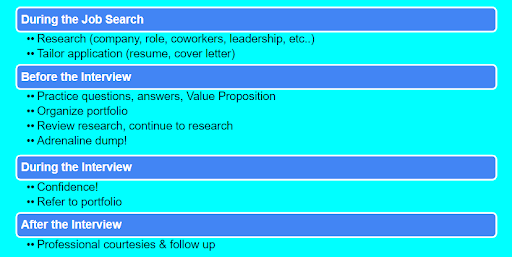 During the Job Search
•• Research (company, role, coworkers, leadership, etc..)
•• Tailor application (resume, cover letter)
Before the Interview
•• Practice questions, answers, Value Proposition
•• Organize portfolio
•• Review research, continue to research
•• Adrenaline dump!
During the Interview
•• Confidence!
•• Refer to portfolio
After the Interview
•• Professional courtesies & follow up